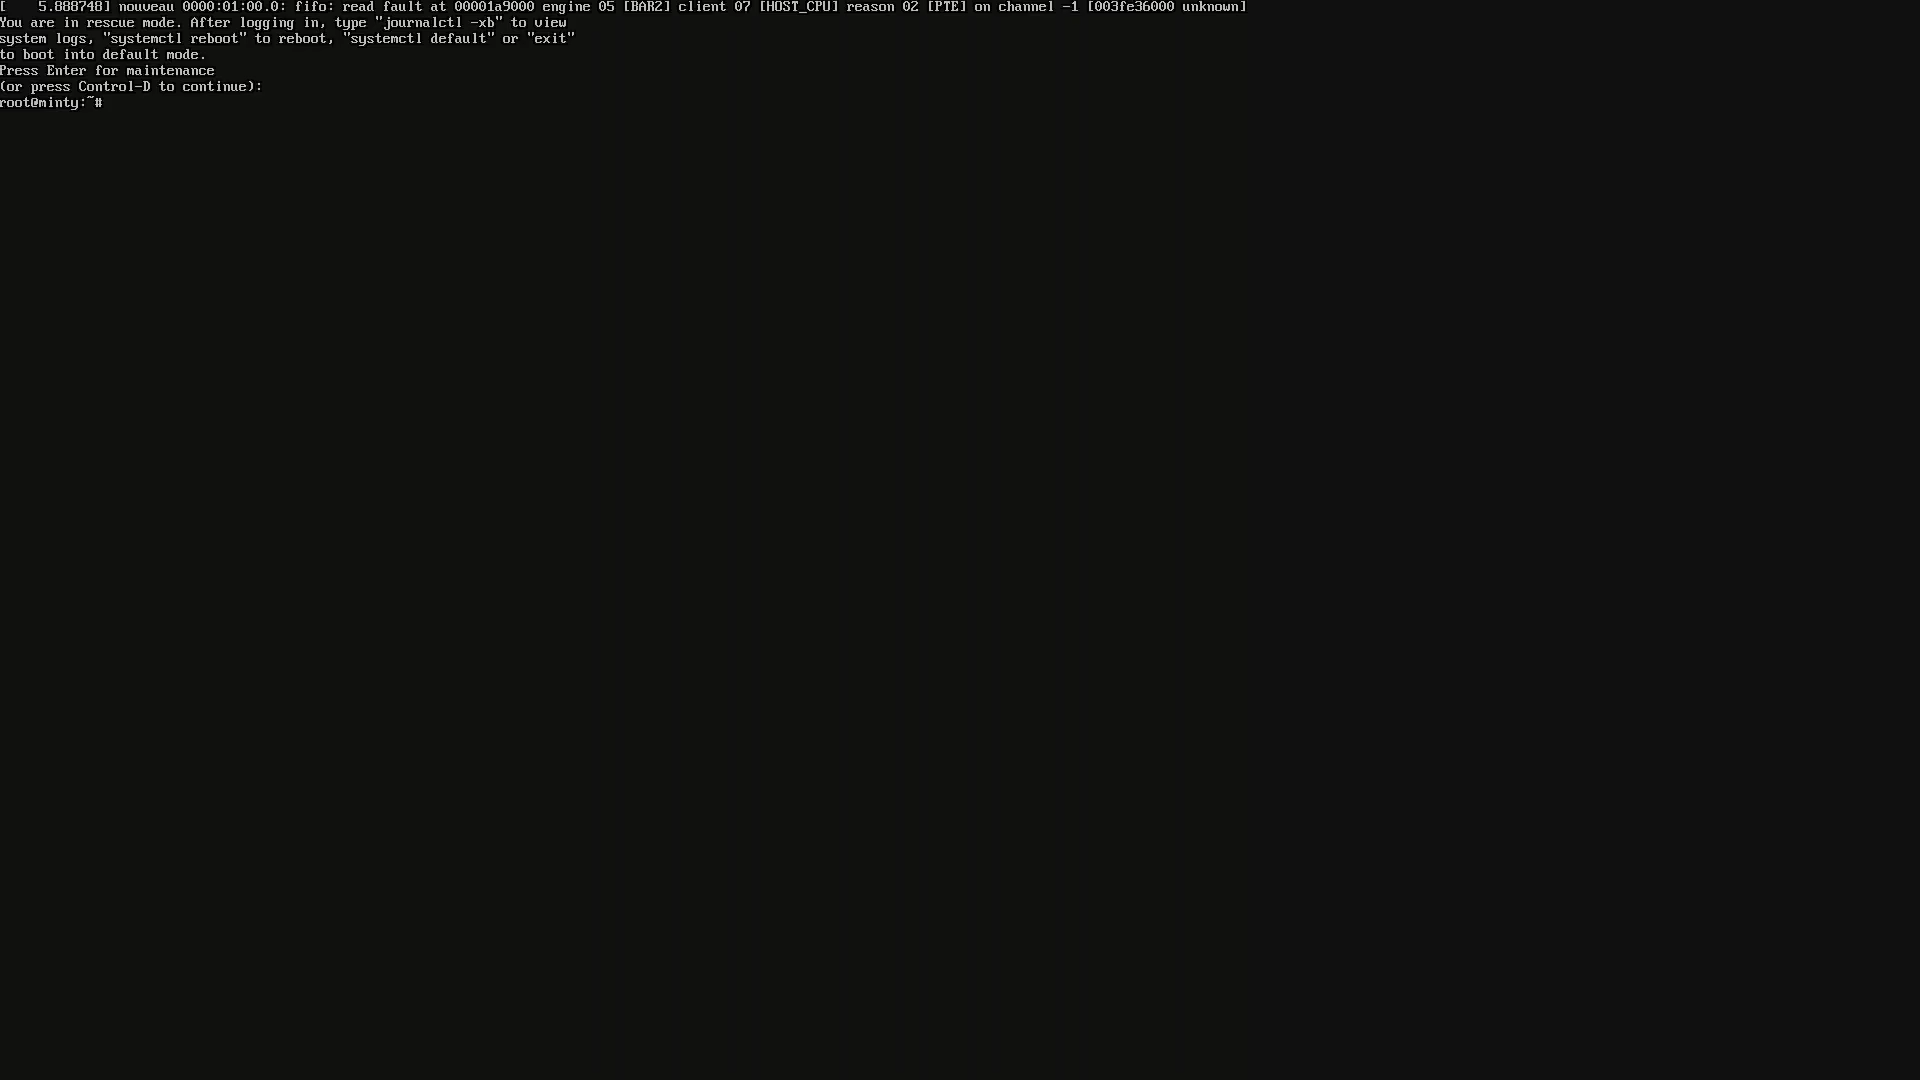 [    5.888748] nouveau 0000:01:00.0: fifo: read fault at 00001a9000 engine 05 [BAR2] client 07 [HOST_CPU] reason 02 [PTE] on channel -1 [003fe36000 unknown]
You are in rescue mode. After logging in, type "journalctl -xb" to view
system logs, "systemctl reboot" to reboot, "systemctl default" or "exit"
to boot into default mode.
Press Enter for maintenance
(or press Control-D to continue):
root@minty:~#